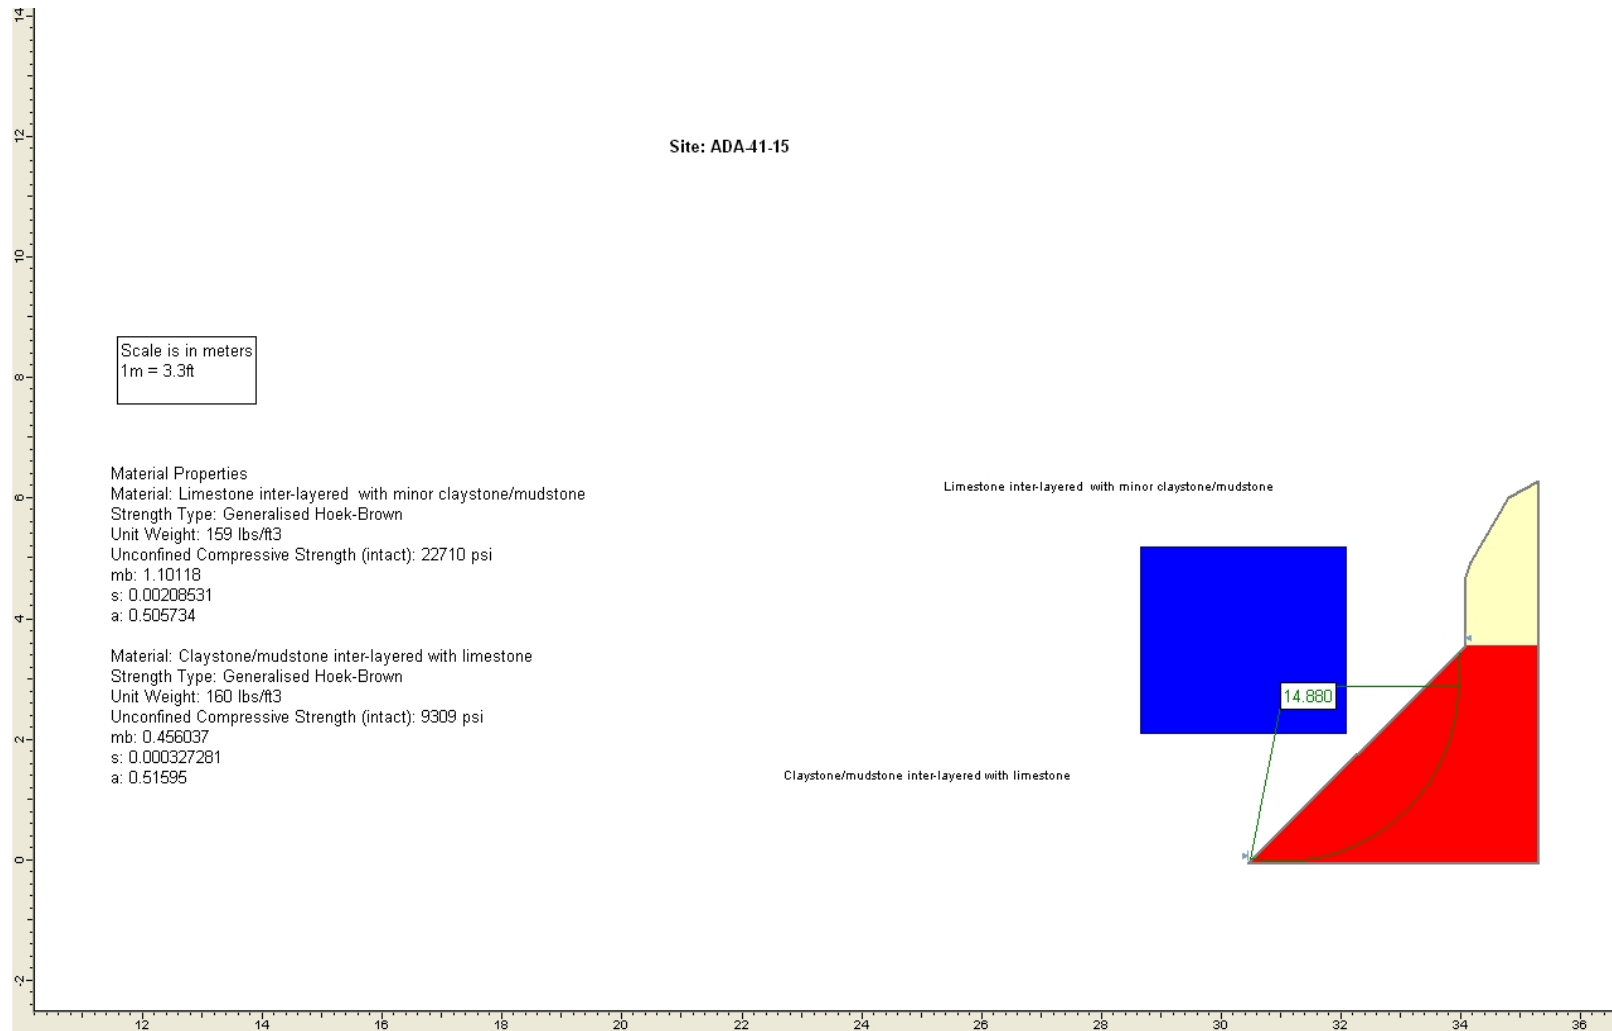 Site: ADA-41-15
Scale is in meters
1m = 3.3ft
Material Properties
Material: Limestone inter-layered with minor claystone/mudstone
Strength Type: Generalised Hoek-Brown
Unit Weight: 159 lbs/ft3
Unconfined Compressive Strength (intact): 22710 psi
mb: 1.10118
s: 0.00208531
a: 0.505734
Material: Claystone/mudstone inter-layered with limestone
Strength Type: Generalised Hoek-Brown
Unit Weight: 160 lbs/ft3
Unconfined Compressive Strength (intact): 9309 psi
mb: 0.456037
s: 0.000327281
a: 0.51595
Limestone inter-layered with minor claystone/mudstone
14.880
Claystone/mudstone inter-layered with limestone
14
12
10
8
6
4
2
0
-2
12 14 16 18 20 22 24 26 28 30 32 34 36